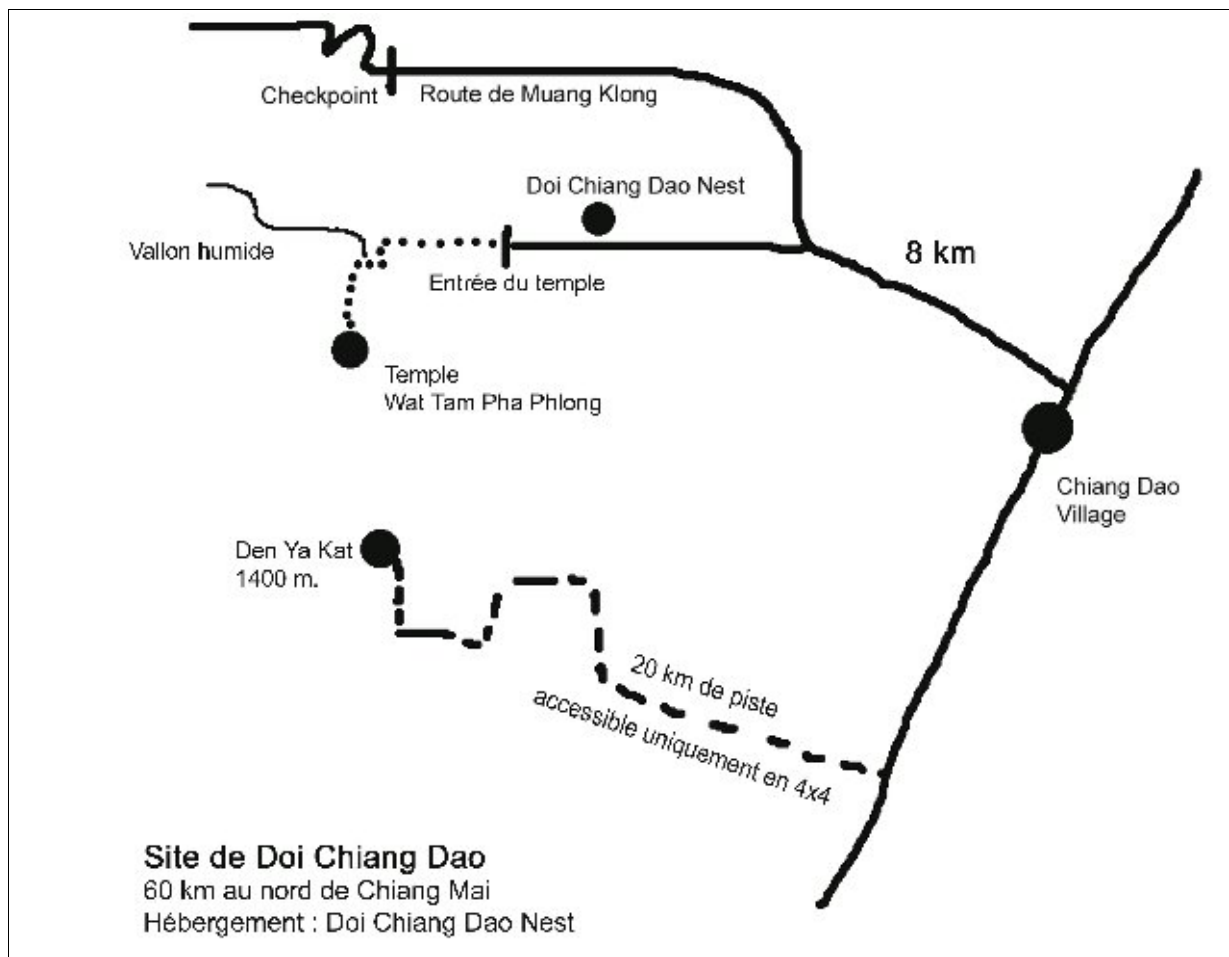 Checkpoint
Route de Muang Klong
Doi Chiang Dao Nest
8 km
Vallon humide
Entrée du temple
Temple
Wat Tam Pha Phlong
Chiang Dao
Village
Den Ya Kat
1400 m.
20 km de piste
accessible uniquement en 4x4
Site de Doi Chiang Dao
60 km au nord de Chiang Mai
Hébergement : Doi Chiang Dao Nest